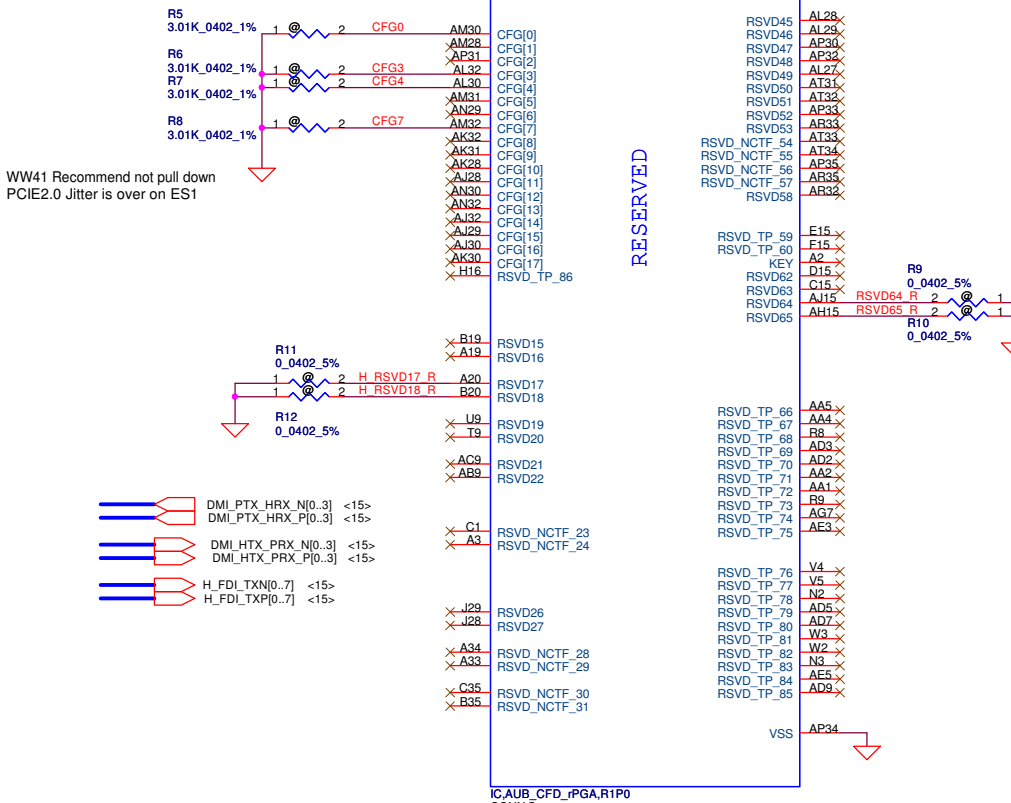 R5
3.01K_0402_1%
1 @ 2 CFG0 AM30 CFG[0]
AM28 CFG[1]
AP31 CFG[2]
R6
3.01K_0402_1%
1 @ 2 CFG3 AL32 CFG[3]
R7
3.01K_0402_1%
1 @ 2 CFG4 AL30 CFG[4]
AM31 CFG[5]
AN29 CFG[6]
R8
3.01K_0402_1%
1 @ 2 CFG7 AM32 CFG[7]
AK32 CFG[8]
AK31 CFG[9]
AK28 CFG[10]
AJ28 CFG[11]
AN30 CFG[12]
AN32 CFG[13]
AJ32 CFG[14]
AJ29 CFG[15]
AJ30 CFG[16]
AK30 CFG[17]
H16 RSVD_TP_86
WW41 Recommend not pull down
PCIE2.0 Jitter is over on ES1
B19 RSVD15
A19 RSVD16
R11
0_0402_5%
1 @ 2 H_RSVD17_R A20 RSVD17
1 @ 2 H_RSVD18_R B20 RSVD18
R12
0_0402_5%
U9 RSVD19
T9 RSVD20
AC9 RSVD21
AB9 RSVD22
DMI_PTX_HRX_N[0..3] <15>
DMI_PTX_HRX_P[0..3] <15>
DMI_HTX_PRX_N[0..3] <15>
DMI_HTX_PRX_P[0..3] <15>
H_FDI_TXN[0..7] <15>
H_FDI_TXP[0..7] <15>
C1 RSVD_NCTF_23
A3 RSVD_NCTF_24
J29 RSVD26
J28 RSVD27
A34 RSVD_NCTF_28
A33 RSVD_NCTF_29
C35 RSVD_NCTF_30
B35 RSVD_NCTF_31
RESERVED
RSVD45 AL28
RSVD46 AL29
RSVD47 AP30
RSVD48 AP32
RSVD49 AL27
RSVD50 AT31
RSVD51 AT32
RSVD52 AP33
RSVD53 AR33
RSVD_NCTF_54 AT33
RSVD_NCTF_55 AT34
RSVD_NCTF_56 AP35
RSVD_NCTF_57 AR35
RSVD58 AR32
RSVD_TP_59 E15
RSVD_TP_60 F15
KEY A2
RSVD62 D15
RSVD63 C15
R9
0_0402_5%
RSVD64 AJ15 RSVD64_R 2 @ 1
RSVD65 AH15 RSVD65_R 2 @ 1
R10
0_0402_5%
RSVD_TP_66 AA5
RSVD_TP_67 AA4
RSVD_TP_68 R8
RSVD_TP_69 AD3
RSVD_TP_70 AD2
RSVD_TP_71 AA2
RSVD_TP_72 AA1
RSVD_TP_73 R9
RSVD_TP_74 AG7
RSVD_TP_75 AE3
RSVD_TP_76 V4
RSVD_TP_77 V5
RSVD_TP_78 N2
RSVD_TP_79 AD5
RSVD_TP_80 AD7
RSVD_TP_81 W3
RSVD_TP_82 W2
RSVD_TP_83 N3
RSVD_TP_84 AE5
RSVD_TP_85 AD9
VSS AP34
IC,AUB_CFD_rPGA,R1P0